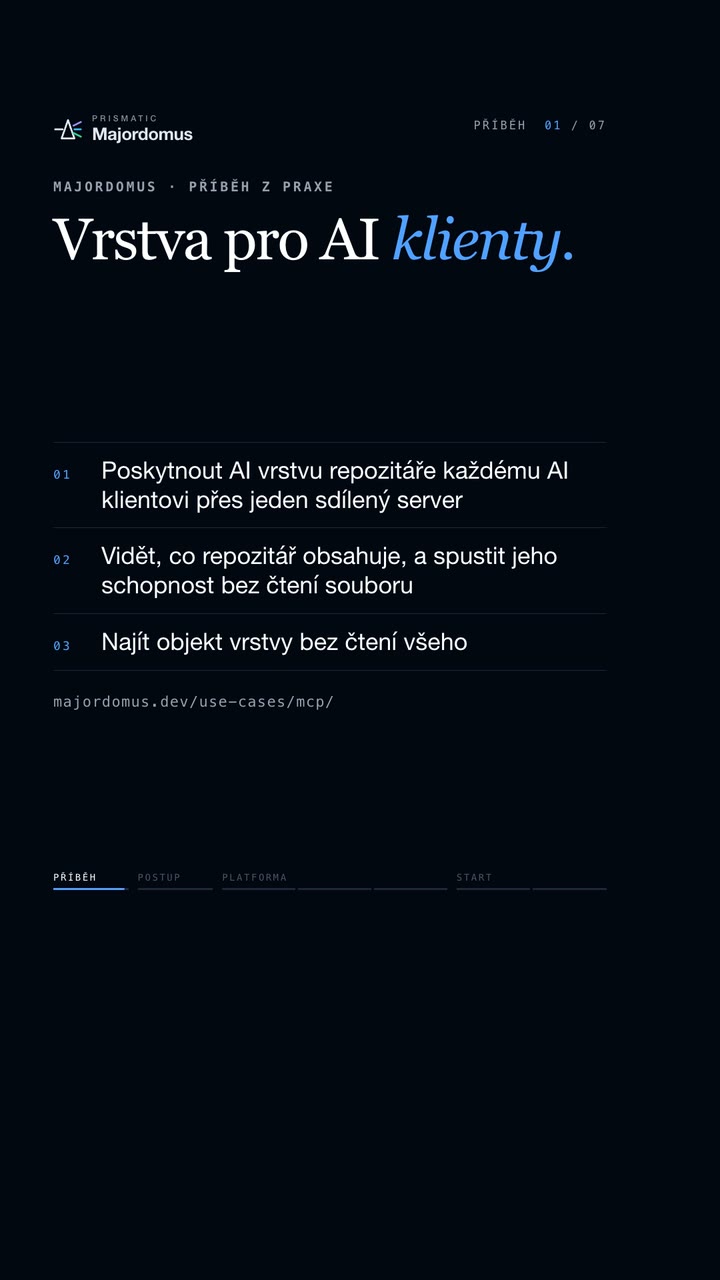 PRISMATIC
Majordomus
PŘÍBĚH 01 / 07
MAJORDOMUS · PŘÍBĚH Z PRAXE
Vrstva pro AI klienty.
01 Poskytnout AI vrstvu repozitáře každému AI
klientovi přes jeden sdílený server
02 Vidět, co repozitář obsahuje, a spustit jeho
schopnost bez čtení souboru
03 Najít objekt vrstvy bez čtení všeho
majordomus.dev/use-cases/mcp/
PŘÍBĚH POSTUP PLATFORMA START